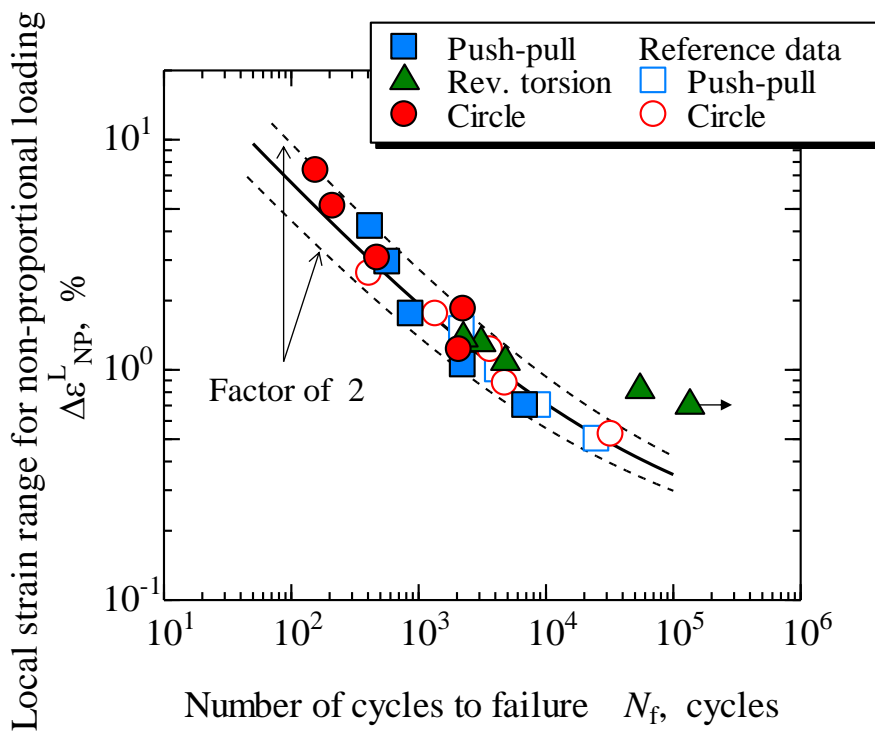 Push-pull Reference data
Rev. torsion Push-pull
Circle Circle
Local strain range for non-proportional loading
Δε^L_NP, %
10^1
10^0
10^-1
Factor of 2
10^1 10^2 10^3 10^4 10^5 10^6
Number of cycles to failure N_f, cycles